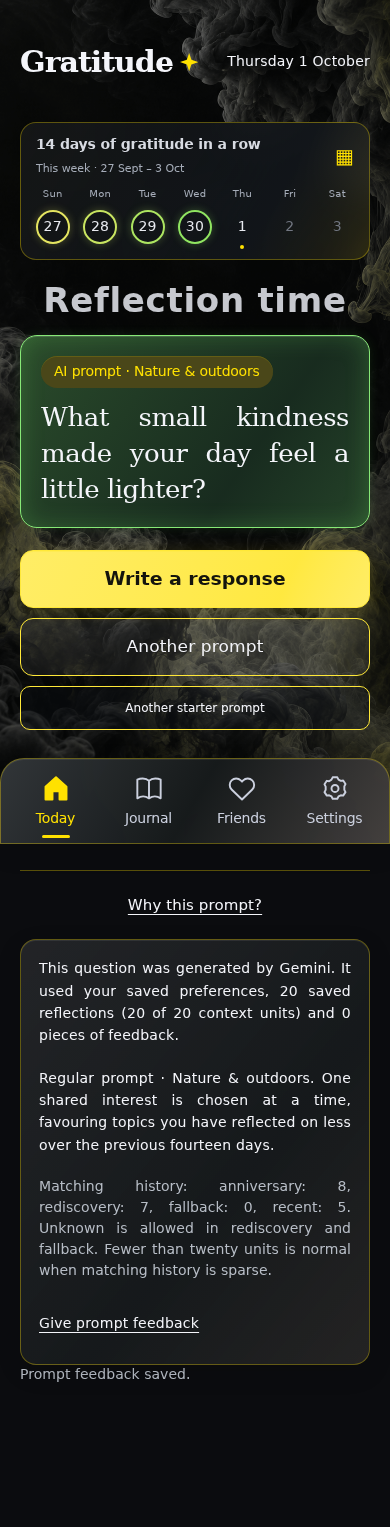 Gratitude
Thursday 1 October
14 days of gratitude in a row
This week · 27 Sept – 3 Oct
Sun Mon Tue Wed Thu Fri Sat
27 28 29 30 1 2 3
Reflection time
AI prompt · Nature & outdoors
What small kindness
made your day feel a
little lighter?
Write a response
Another prompt
Another starter prompt
Today Journal Friends Settings
Why this prompt?
This question was generated by Gemini. It
used your saved preferences, 20 saved
reflections (20 of 20 context units) and 0
pieces of feedback.
Regular prompt · Nature & outdoors. One
shared interest is chosen at a time,
favouring topics you have reflected on less
over the previous fourteen days.
Matching history: anniversary: 8,
rediscovery: 7, fallback: 0, recent: 5.
Unknown is allowed in rediscovery and
fallback. Fewer than twenty units is normal
when matching history is sparse.
Give prompt feedback
Prompt feedback saved.